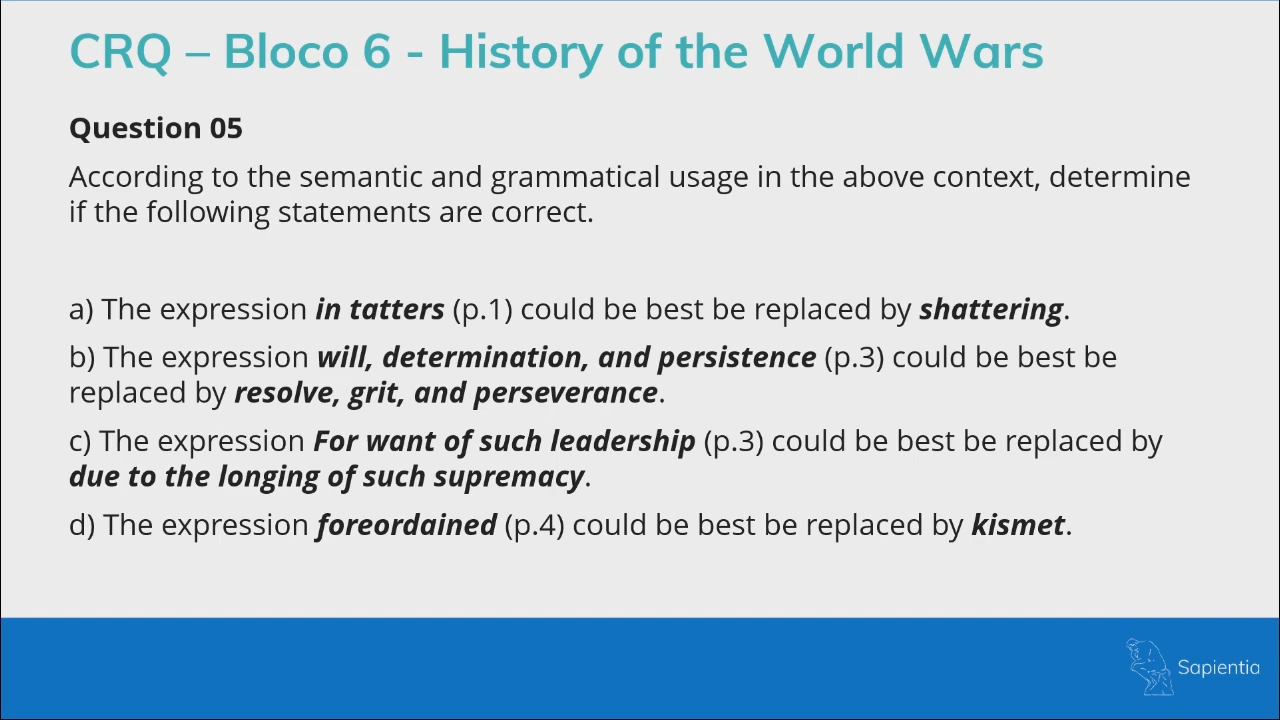 CRQ – Bloco 6 - History of the World Wars
Question 05
According to the semantic and grammatical usage in the above context, determine
if the following statements are correct.
a) The expression in tatters (p.1) could be best be replaced by shattering.
b) The expression will, determination, and persistence (p.3) could be best be
replaced by resolve, grit, and perseverance.
c) The expression For want of such leadership (p.3) could be best be replaced by
due to the longing of such supremacy.
d) The expression foreordained (p.4) could be best be replaced by kismet.
Sapientia